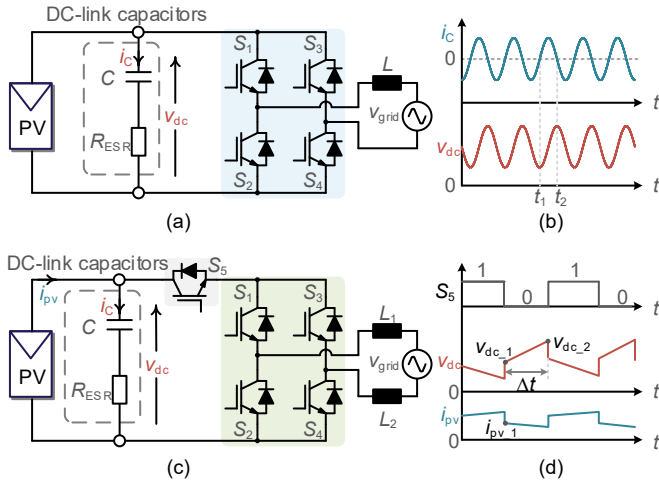 DC-link capacitors
i_C
C
R_ESR
v_dc
PV
S_1
S_3
S_2
S_4
L
v_grid
(a)
i_C
0
t
v_dc
0
t_1
t_2
t
(b)
DC-link capacitors
S_5
i_pv
i_C
C
R_ESR
v_dc
PV
S_1
S_3
S_2
S_4
L_1
v_grid
L_2
(c)
S_5
1
0
1
0
t
v_dc
v_dc_1
v_dc_2
Δt
0
t
i_pv
i_pv_1
0
t
(d)